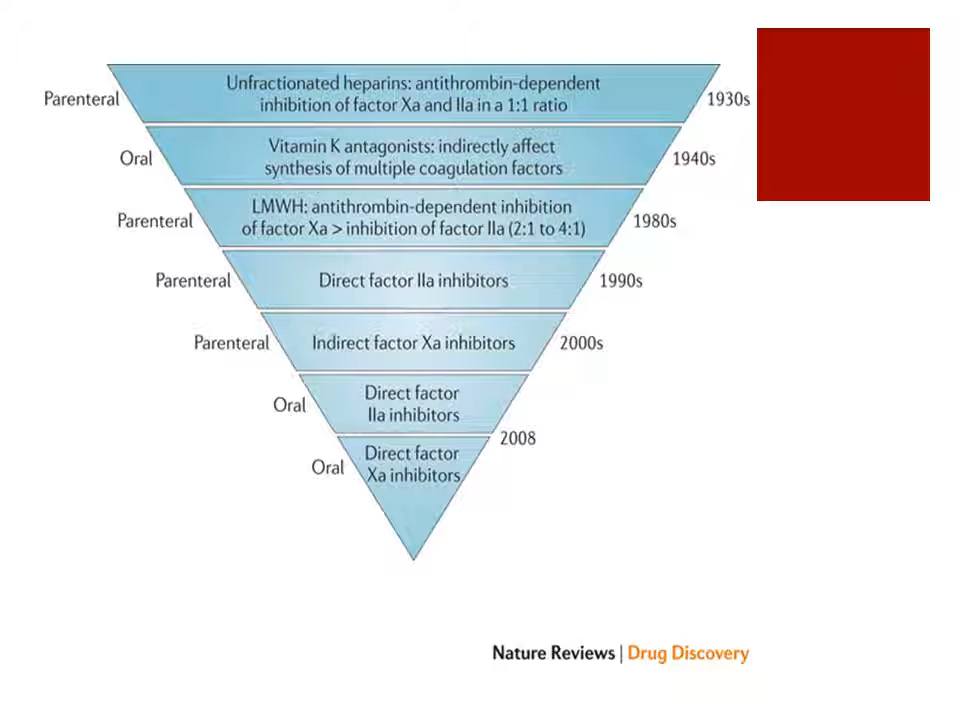 Unfractionated heparins: antithrombin-dependent
Parenteral inhibition of factor Xa and IIa in a 1:1 ratio 1930s
Vitamin K antagonists: indirectly affect
Oral synthesis of multiple coagulation factors 1940s
LMWH: antithrombin-dependent inhibition
Parenteral of factor Xa > inhibition of factor IIa (2:1 to 4:1) 1980s
Parenteral Direct factor IIa inhibitors 1990s
Parenteral Indirect factor Xa inhibitors 2000s
Direct factor
Oral IIa inhibitors
2008
Direct factor
Oral Xa inhibitors
Nature Reviews | Drug Discovery